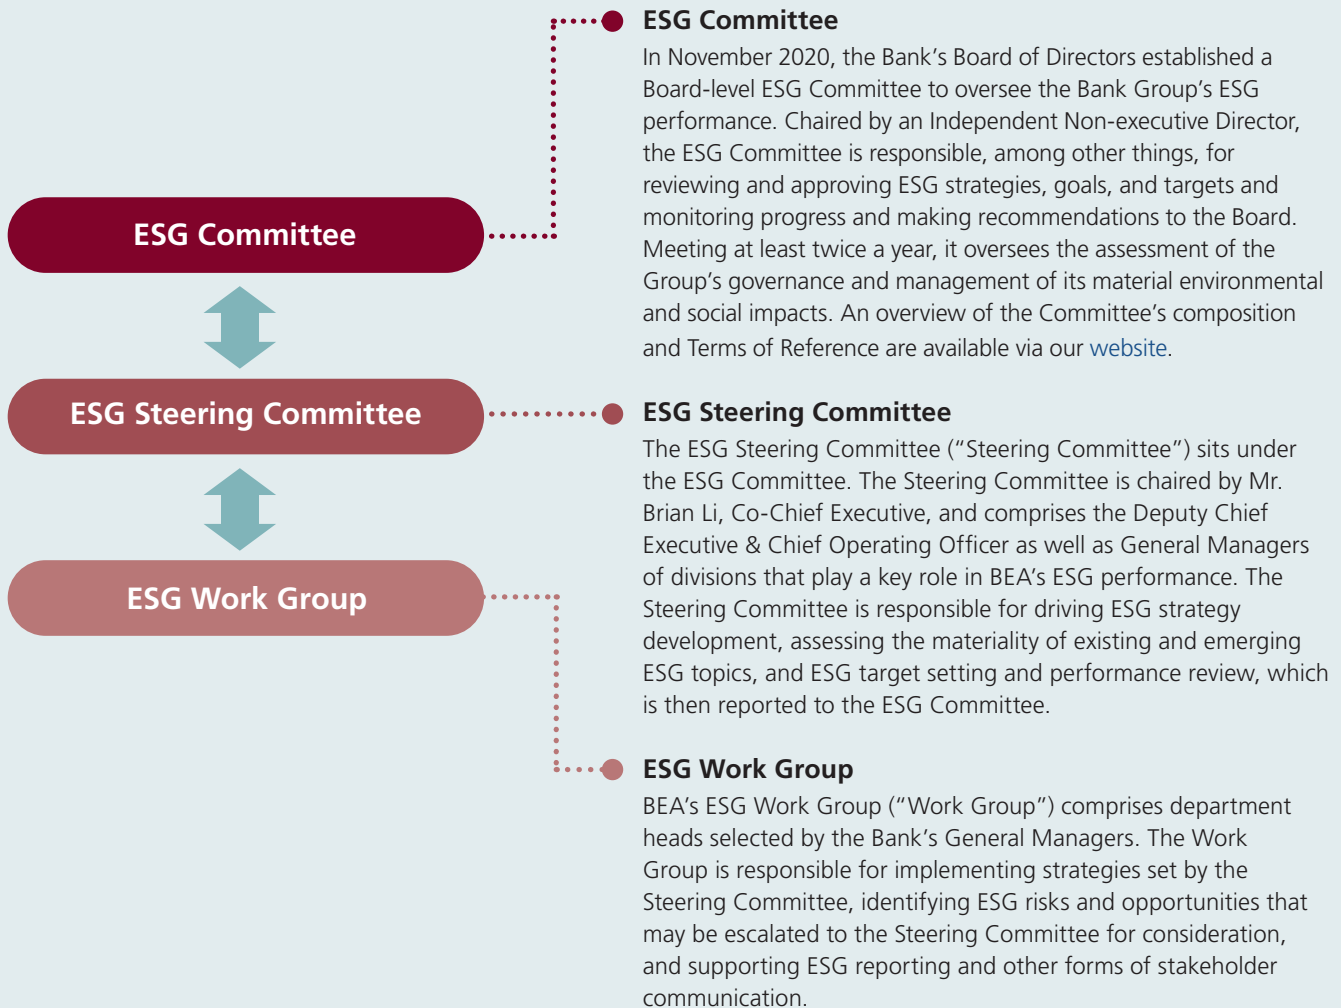 ESG Committee
In November 2020, the Bank’s Board of Directors established a
Board-level ESG Committee to oversee the Bank Group’s ESG
performance. Chaired by an Independent Non-executive Director,
the ESG Committee is responsible, among other things, for
reviewing and approving ESG strategies, goals, and targets and
monitoring progress and making recommendations to the Board.
Meeting at least twice a year, it oversees the assessment of the
Group’s governance and management of its material environmental
and social impacts. An overview of the Committee’s composition
and Terms of Reference are available via our website.
ESG Committee
ESG Steering Committee
ESG Steering Committee
The ESG Steering Committee (“Steering Committee”) sits under
the ESG Committee. The Steering Committee is chaired by Mr.
Brian Li, Co-Chief Executive, and comprises the Deputy Chief
Executive & Chief Operating Officer as well as General Managers
of divisions that play a key role in BEA’s ESG performance. The
Steering Committee is responsible for driving ESG strategy
development, assessing the materiality of existing and emerging
ESG topics, and ESG target setting and performance review, which
is then reported to the ESG Committee.
ESG Work Group
ESG Work Group
BEA’s ESG Work Group (“Work Group”) comprises department
heads selected by the Bank’s General Managers. The Work
Group is responsible for implementing strategies set by the
Steering Committee, identifying ESG risks and opportunities that
may be escalated to the Steering Committee for consideration,
and supporting ESG reporting and other forms of stakeholder
communication.